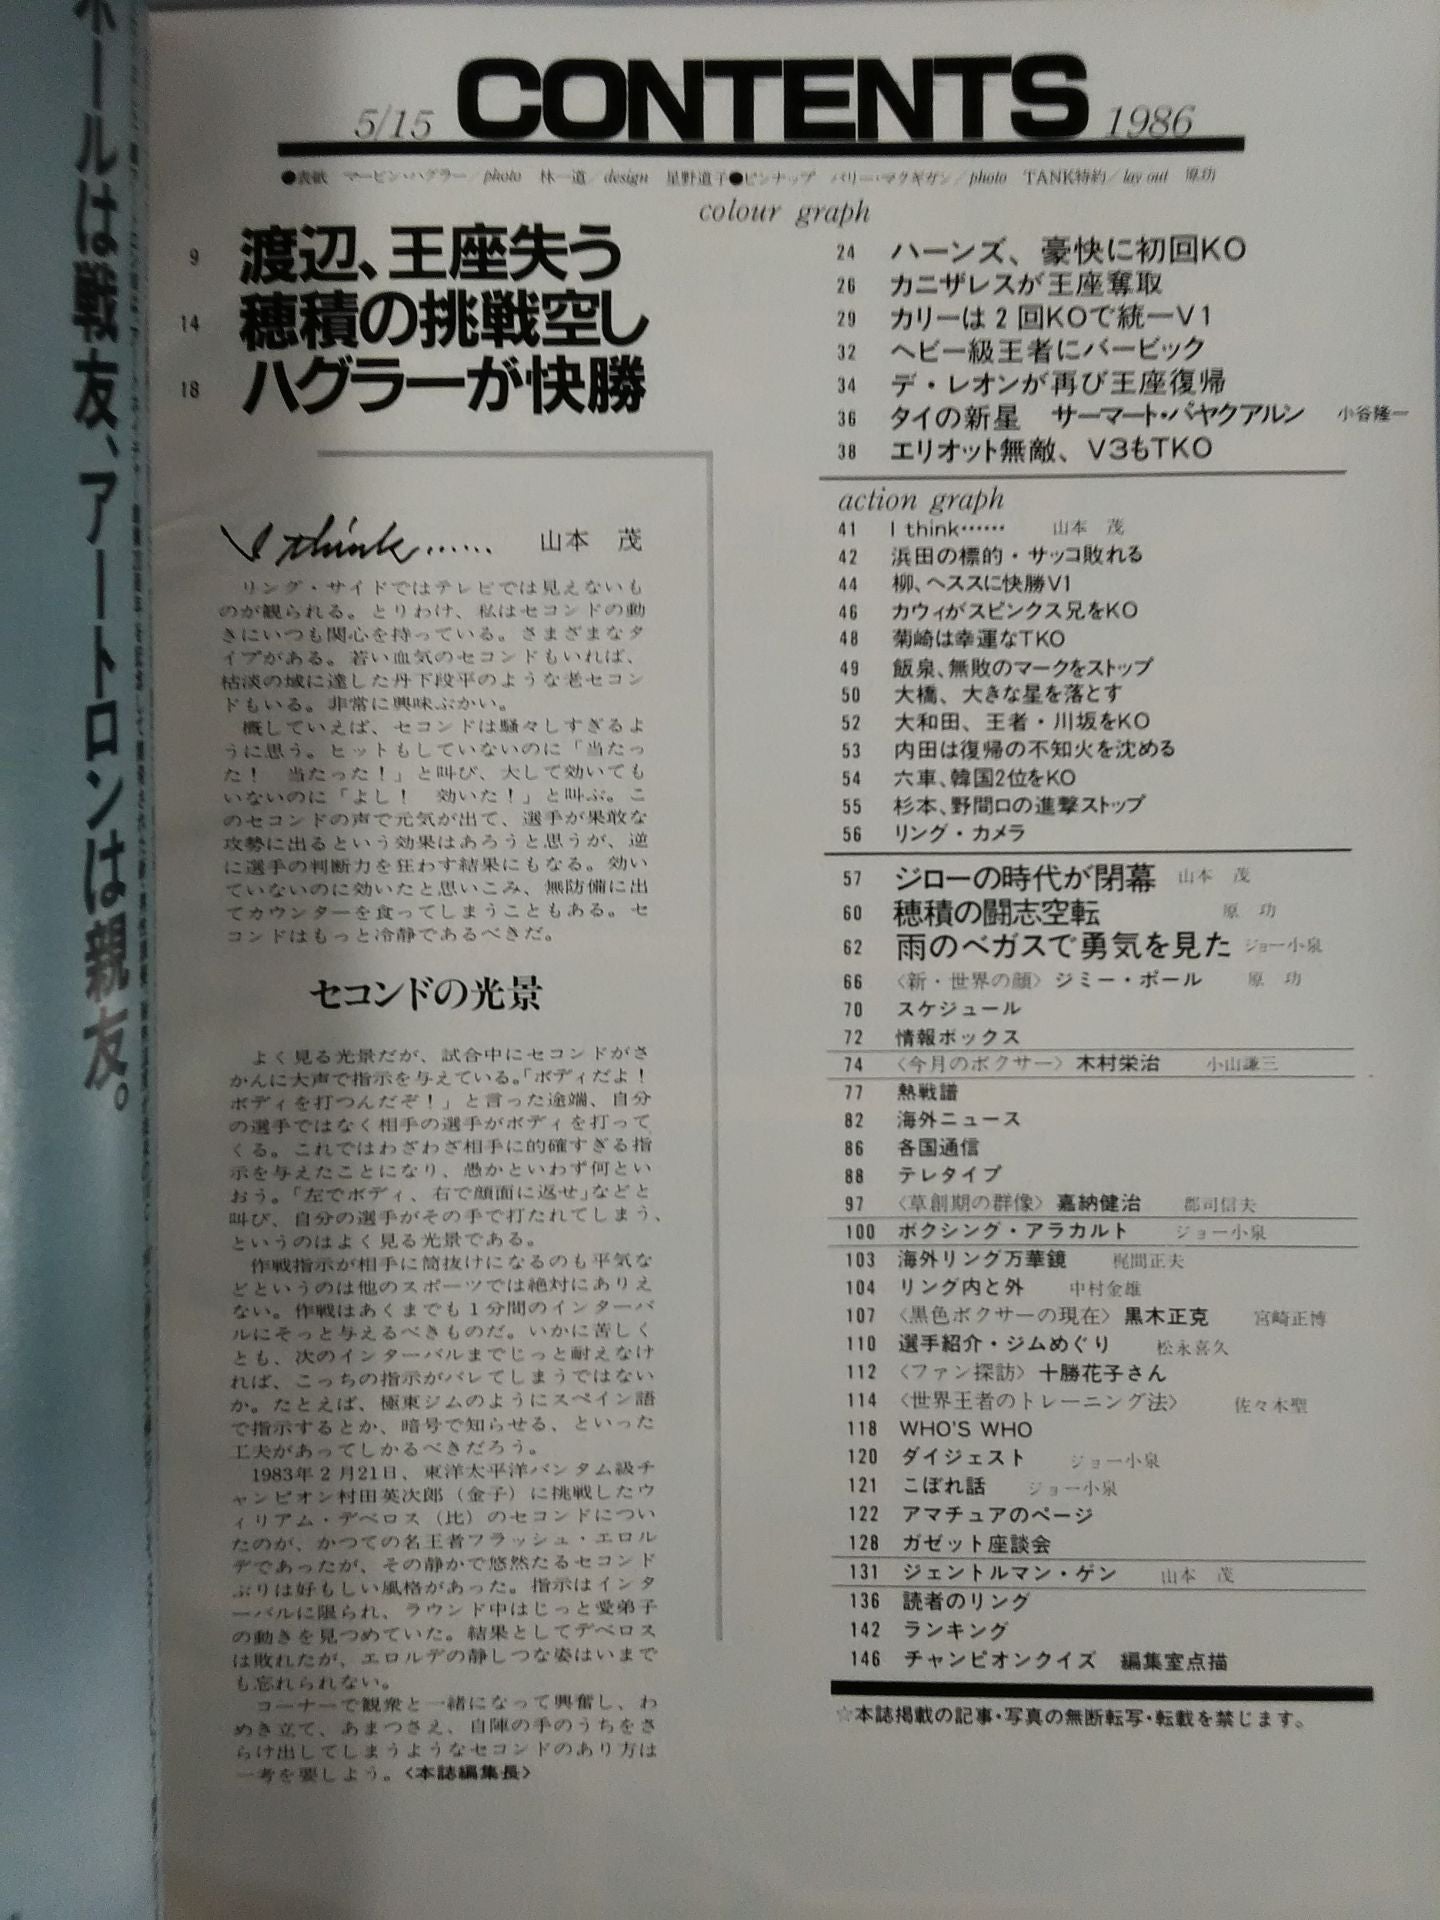 ホールは戦友、アートロンは親友。
5/15 CONTENTS 1986
●表紙 マービン・ハグラー/photo 林一道/design 星野道子●ピンナップ バリー・マクギガン/photo TANK特約/lay out 原功
colour graph
9 渡辺、王座失う
14 穂積の挑戦空し
18 ハグラーが快勝
I think…… 山本 茂
リング・サイドではテレビでは見えないも
のが観られる。とりわけ、私はセコンドの動
きにいつも関心を持っている。さまざまなタ
イプがある。若い血気のセコンドもいれば、
枯淡の域に達した丹下段平のような老セコン
ドもいる。非常に興味ぶかい。
概していえば、セコンドは騒々しすぎるよ
うに思う。ヒットもしていないのに「当たっ
た! 当たった!」と叫び、大して効いても
いないのに「よし! 効いた!」と叫ぶ。こ
のセコンドの声で元気が出て、選手が果敢な
攻勢に出るという効果はあろうと思うが、逆
に選手の判断力を狂わす結果にもなる。効い
ていないのに効いたと思いこみ、無防備に出
てカウンターを食ってしまうこともある。セ
コンドはもっと冷静であるべきだ。
セコンドの光景
よく見る光景だが、試合中にセコンドがさ
かんに大声で指示を与えている。「ボディだよ!
ボディを打つんだぞ!」と言った途端、自分
の選手ではなく相手の選手がボディを打って
くる。これではわざわざ相手に的確すぎる指
示を与えたことになり、愚かといわず何とい
おう。「左でボディ、右で顔面に返せ」などと
叫び、自分の選手がその手で打たれてしまう、
というのはよく見る光景である。
作戦指示が相手に筒抜けになるのも平気な
どというのは他のスポーツでは絶対にありえ
ない。作戦はあくまでも1分間のインターバ
ルにそっと与えるべきものだ。いかに苦しく
とも、次のインターバルまでじっと耐えなけ
れば、こっちの指示がバレてしまうではない
か。たとえば、極東ジムのようにスペイン語
で指示するとか、暗号で知らせる、といった
工夫があってしかるべきだろう。
1983年2月21日、東洋太平洋バンタム級チ
ャンピオン村田英次郎(金子)に挑戦したウ
ィリアム・デベロス(比)のセコンドについ
たのが、かつての名王者フラッシュ・エロル
デであったが、その静かで悠然たるセコンド
ぶりは好もしい風格があった。指示はインタ
ーバルに限られ、ラウンド中はじっと愛弟子
の動きを見つめていた。結果としてデベロス
は敗れたが、エロルデの静しつな姿はいまで
も忘れられない。
コーナーで観衆と一緒になって興奮し、わ
めき立て、あまつさえ、自陣の手のうちをさ
らけ出してしまうようなセコンドのあり方は
一考を要しよう。〈本誌編集長〉
24 ハーンズ、豪快に初回KO
26 カニザレスが王座奪取
29 カリーは2回KOで統一V1
32 ヘビー級王者にバービック
34 デ・レオンが再び王座復帰
36 タイの新星 サーマート・パヤクアルン 小谷隆一
38 エリオット無敵、V3もTKO
action graph
41 I think…… 山本 茂
42 浜田の標的・サッコ敗れる
44 柳、ヘススに快勝V1
46 カウィがスピンクス兄をKO
48 菊崎は幸運なTKO
49 飯泉、無敗のマークをストップ
50 大橋、大きな星を落とす
52 大和田、王者・川坂をKO
53 内田は復帰の不知火を沈める
54 六車、韓国2位をKO
55 杉本、野間口の進撃ストップ
56 リング・カメラ
57 ジローの時代が閉幕 山本 茂
60 穂積の闘志空転 原 功
62 雨のベガスで勇気を見た ジョー小泉
66 〈新・世界の顔〉ジミー・ポール 原 功
70 スケジュール
72 情報ボックス
74 〈今月のボクサー〉木村栄治 小山謙三
77 熱戦譜
82 海外ニュース
86 各国通信
88 テレタイプ
97 〈草創期の群像〉嘉納健治 郡司信夫
100 ボクシング・アラカルト ジョー小泉
103 海外リング万華鏡 梶間正夫
104 リング内と外 中村金雄
107 〈黒色ボクサーの現在〉黒木正克 宮崎正博
110 選手紹介・ジムめぐり 松永喜久
112 〈ファン探訪〉十勝花子さん
114 〈世界王者のトレーニング法〉 佐々木聖
118 WHO'S WHO
120 ダイジェスト ジョー小泉
121 こぼれ話 ジョー小泉
122 アマチュアのページ
128 ガゼット座談会
131 ジェントルマン・ゲン 山本 茂
136 読者のリング
142 ランキング
146 チャンピオンクイズ 編集室点描
☆本誌掲載の記事・写真の無断転写・転載を禁じます。